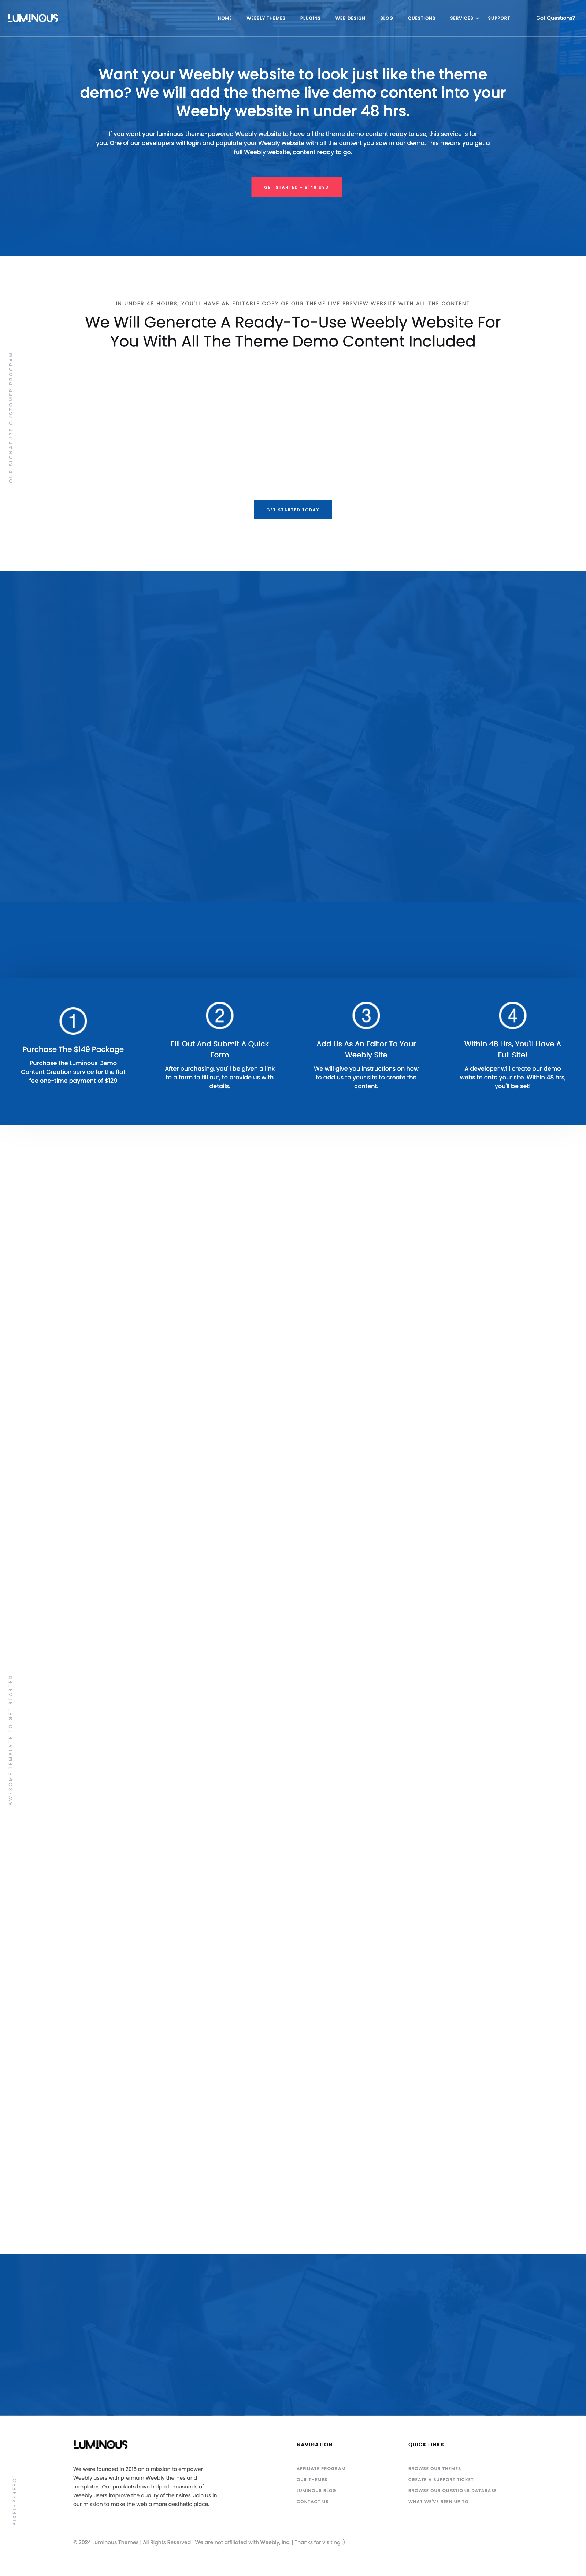 LUMINOUS
HOME WEEBLY THEMES PLUGINS WEB DESIGN BLOG QUESTIONS SERVICES SUPPORT Got Questions?
Want your Weebly website to look just like the theme
demo? We will add the theme live demo content into your
Weebly website in under 48 hrs.
If you want your luminous theme-powered Weebly website to have all the theme demo content ready to use, this service is for
you. One of our developers will login and populate your Weebly website with all the content you saw in our demo. This means you get a
full Weebly website, content ready to go.
GET STARTED - $149 USD
IN UNDER 48 HOURS, YOU'LL HAVE AN EDITABLE COPY OF OUR THEME LIVE PREVIEW WEBSITE WITH ALL THE CONTENT
We Will Generate A Ready-To-Use Weebly Website For
You With All The Theme Demo Content Included
OUR SIGNATURE CUSTOMER PROGRAM
GET STARTED TODAY
1
Purchase The $149 Package
Purchase the Luminous Demo
Content Creation service for the flat
fee one-time payment of $129
2
Fill Out And Submit A Quick
Form
After purchasing, you'll be given a link
to a form to fill out, to provide us with
details.
3
Add Us As An Editor To Your
Weebly Site
We will give you instructions on how
to add us to your site to create the
content.
4
Within 48 Hrs, You'll Have A
Full Site!
A developer will create our demo
website onto your site. Within 48 hrs,
you'll be set!
AWESOME TEMPLATE TO GET STARTED
LUMINOUS
We were founded in 2015 on a mission to empower
Weebly users with premium Weebly themes and
templates. Our products have helped thousands of
Weebly users improve the quality of their sites. Join us in
our mission to make the web a more aesthetic place.
NAVIGATION
AFFILIATE PROGRAM
OUR THEMES
LUMINOUS BLOG
CONTACT US
QUICK LINKS
BROWSE OUR THEMES
CREATE A SUPPORT TICKET
BROWSE OUR QUESTIONS DATABASE
WHAT WE'VE BEEN UP TO
PIXEL-PERFECT
© 2024 Luminous Themes | All Rights Reserved | We are not affiliated with Weebly, Inc. | Thanks for visiting :)